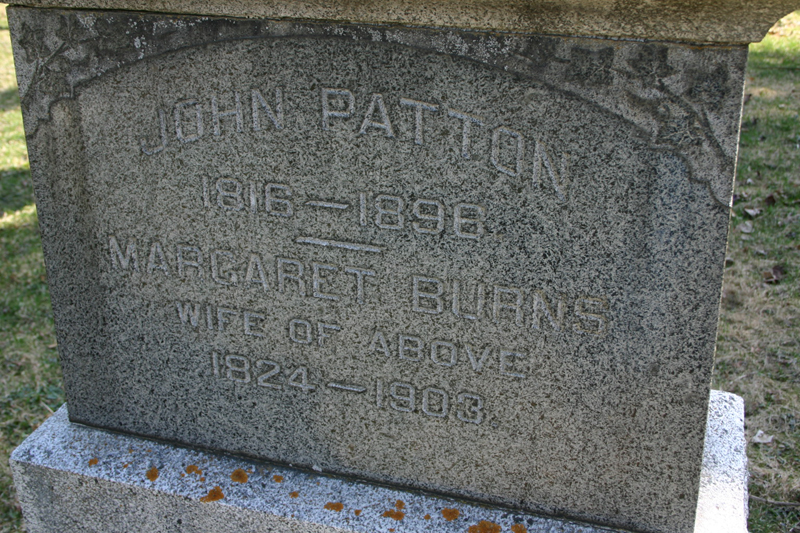 JOHN PATTON
1816 — 1898
MARGARET BURNS
WIFE OF ABOVE
1824 — 1903